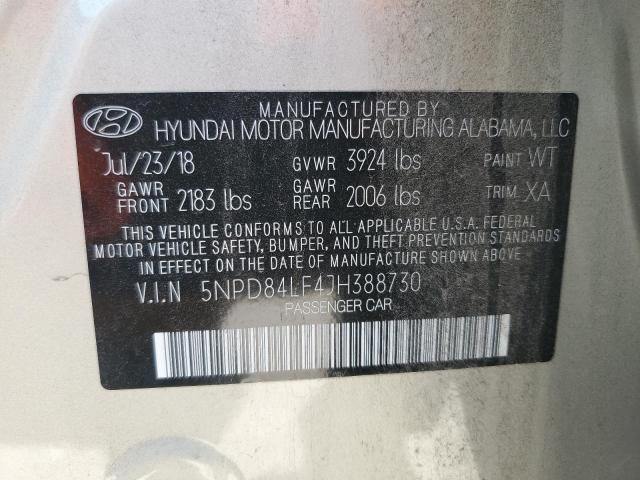 MANUFACTURED BY
HYUNDAI MOTOR MANUFACTURING ALABAMA, LLC
Jul/23/18 GVWR 3924 lbs PAINT WT
GAWR FRONT 2183 lbs GAWR REAR 2006 lbs TRIM XA
THIS VEHICLE CONFORMS TO ALL APPLICABLE U.S.A. FEDERAL
MOTOR VEHICLE SAFETY, BUMPER, AND THEFT PREVENTION STANDARDS
IN EFFECT ON THE DATE OF MANUFACTURE SHOWN ABOVE.
V.I.N 5NPD84LF4JH388730
PASSENGER CAR